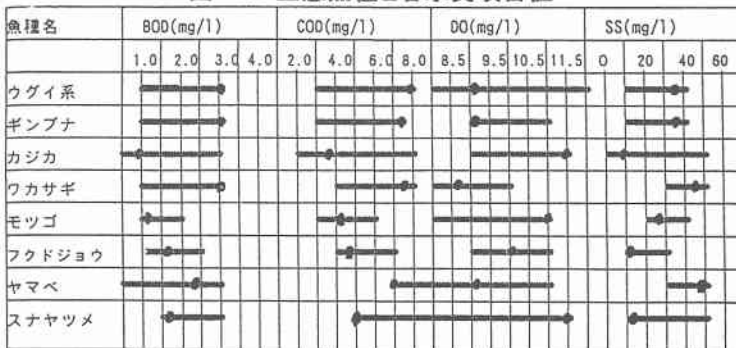 魚種名 BOD(mg/l) COD(mg/l) DO(mg/l) SS(mg/l)
1.0 2.0 3.0 4.0 2.0 4.0 6.0 8.0 8.5 9.5 10.5 11.5 0 20 40 60
ウグイ系
ギンブナ
カジカ
ワカサギ
モツゴ
フクドジョウ
ヤマベ
スナヤツメ